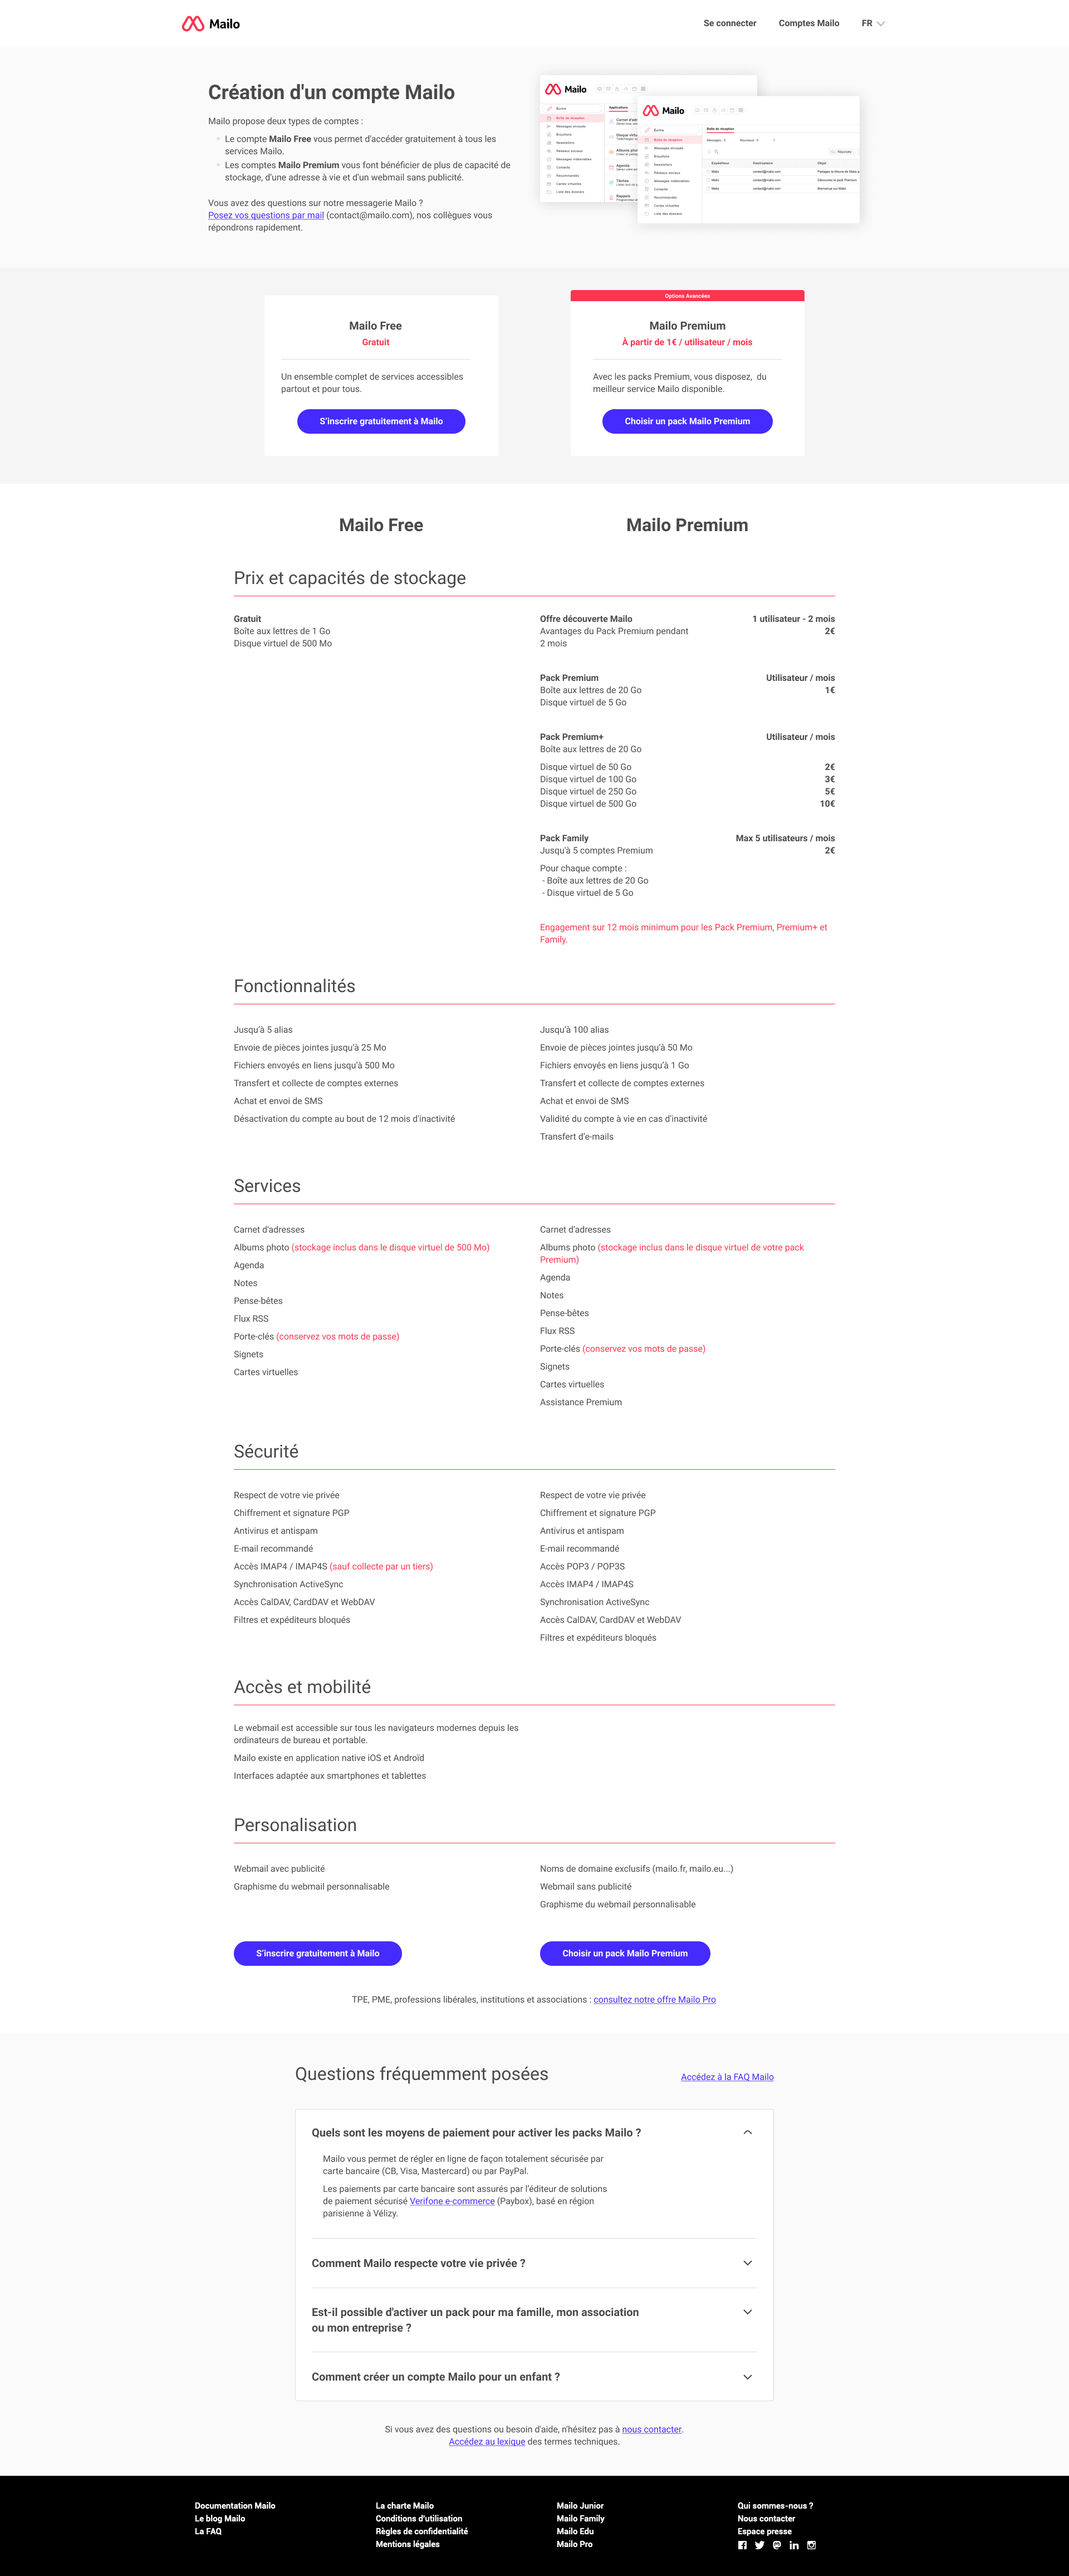 Mailo
Se connecter
Comptes Mailo
FR
Création d'un compte Mailo
Mailo propose deux types de comptes :
Le compte Mailo Free vous permet d'accéder gratuitement à tous les
services Mailo.
Les comptes Mailo Premium vous font bénéficier de plus de capacité de
stockage, d'une adresse à vie et d'un webmail sans publicité.
Vous avez des questions sur notre messagerie Mailo ?
Posez vos questions par mail (contact@mailo.com), nos collègues vous
répondrons rapidement.
Mailo
Mailo
Mailo Free
Gratuit
Un ensemble complet de services accessibles
partout et pour tous.
S'inscrire gratuitement à Mailo
Options Avancées
Mailo Premium
À partir de 1€ / utilisateur / mois
Avec les packs Premium, vous disposez, du
meilleur service Mailo disponible.
Choisir un pack Mailo Premium
Mailo Free
Mailo Premium
Prix et capacités de stockage
Gratuit
Boîte aux lettres de 1 Go
Disque virtuel de 500 Mo
Offre découverte Mailo 1 utilisateur - 2 mois
Avantages du Pack Premium pendant 2€
2 mois
Pack Premium Utilisateur / mois
Boîte aux lettres de 20 Go 1€
Disque virtuel de 5 Go
Pack Premium+ Utilisateur / mois
Boîte aux lettres de 20 Go
Disque virtuel de 50 Go 2€
Disque virtuel de 100 Go 3€
Disque virtuel de 250 Go 5€
Disque virtuel de 500 Go 10€
Pack Family Max 5 utilisateurs / mois
Jusqu'à 5 comptes Premium 2€
Pour chaque compte :
- Boîte aux lettres de 20 Go
- Disque virtuel de 5 Go
Engagement sur 12 mois minimum pour les Pack Premium, Premium+ et
Family.
Fonctionnalités
Jusqu'à 5 alias
Envoie de pièces jointes jusqu'à 25 Mo
Fichiers envoyés en liens jusqu'à 500 Mo
Transfert et collecte de comptes externes
Achat et envoi de SMS
Désactivation du compte au bout de 12 mois d'inactivité
Jusqu'à 100 alias
Envoie de pièces jointes jusqu'à 50 Mo
Fichiers envoyés en liens jusqu'à 1 Go
Transfert et collecte de comptes externes
Achat et envoi de SMS
Validité du compte à vie en cas d'inactivité
Transfert d'e-mails
Services
Carnet d'adresses
Albums photo (stockage inclus dans le disque virtuel de 500 Mo)
Agenda
Notes
Pense-bêtes
Flux RSS
Porte-clés (conservez vos mots de passe)
Signets
Cartes virtuelles
Carnet d'adresses
Albums photo (stockage inclus dans le disque virtuel de votre pack
Premium)
Agenda
Notes
Pense-bêtes
Flux RSS
Porte-clés (conservez vos mots de passe)
Signets
Cartes virtuelles
Assistance Premium
Sécurité
Respect de votre vie privée
Chiffrement et signature PGP
Antivirus et antispam
E-mail recommandé
Accès IMAP4 / IMAP4S (sauf collecte par un tiers)
Synchronisation ActiveSync
Accès CalDAV, CardDAV et WebDAV
Filtres et expéditeurs bloqués
Respect de votre vie privée
Chiffrement et signature PGP
Antivirus et antispam
E-mail recommandé
Accès POP3 / POP3S
Accès IMAP4 / IMAP4S
Synchronisation ActiveSync
Accès CalDAV, CardDAV et WebDAV
Filtres et expéditeurs bloqués
Accès et mobilité
Le webmail est accessible sur tous les navigateurs modernes depuis les
ordinateurs de bureau et portable.
Mailo existe en application native iOS et Androïd
Interfaces adaptée aux smartphones et tablettes
Personalisation
Webmail avec publicité
Graphisme du webmail personnalisable
Noms de domaine exclusifs (mailo.fr, mailo.eu...)
Webmail sans publicité
Graphisme du webmail personnalisable
S'inscrire gratuitement à Mailo
Choisir un pack Mailo Premium
TPE, PME, professions libérales, institutions et associations : consultez notre offre Mailo Pro
Questions fréquemment posées
Accédez à la FAQ Mailo
Quels sont les moyens de paiement pour activer les packs Mailo ?
Mailo vous permet de régler en ligne de façon totalement sécurisée par
carte bancaire (CB, Visa, Mastercard) ou par PayPal.
Les paiements par carte bancaire sont assurés par l'éditeur de solutions
de paiement sécurisé Verifone e-commerce (Paybox), basé en région
parisienne à Vélizy.
Comment Mailo respecte votre vie privée ?
Est-il possible d'activer un pack pour ma famille, mon association
ou mon entreprise ?
Comment créer un compte Mailo pour un enfant ?
Si vous avez des questions ou besoin d'aide, n'hésitez pas à nous contacter.
Accédez au lexique des termes techniques.
Documentation Mailo
Le blog Mailo
La FAQ
La charte Mailo
Conditions d'utilisation
Règles de confidentialité
Mentions légales
Mailo Junior
Mailo Family
Mailo Edu
Mailo Pro
Qui sommes-nous ?
Nous contacter
Espace presse